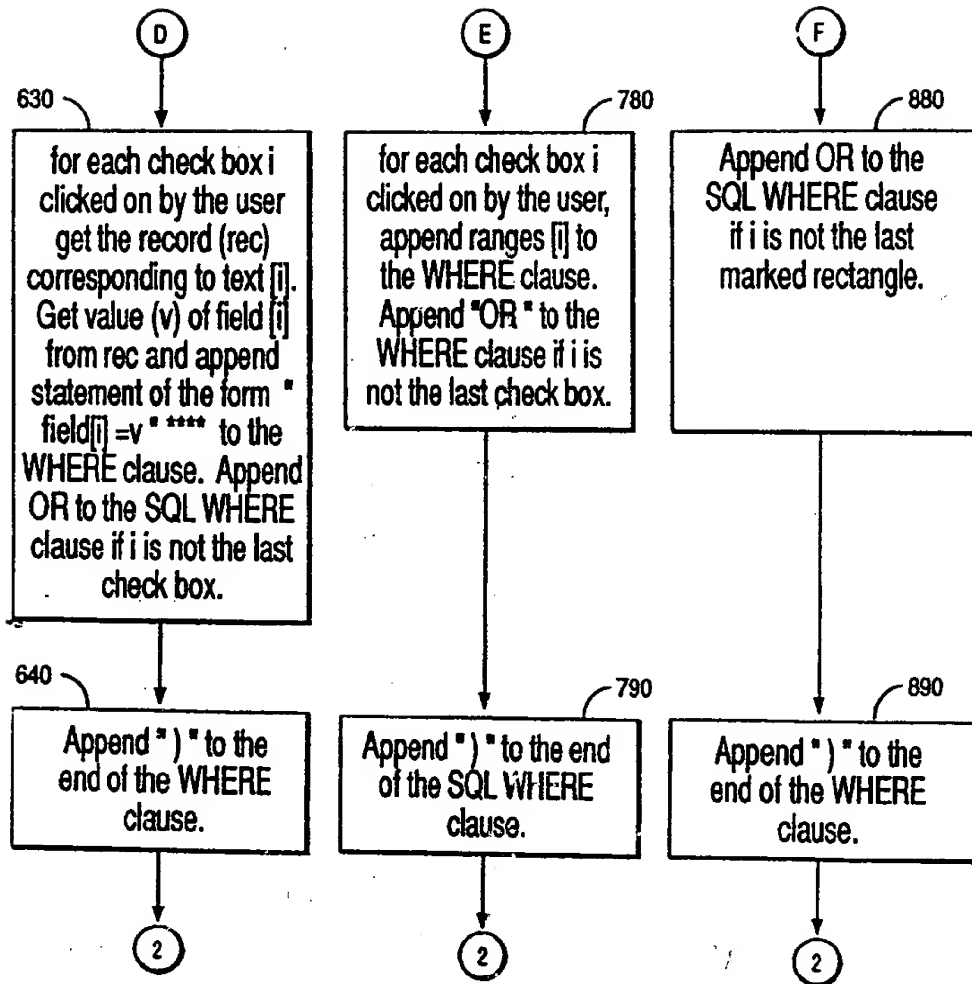 D
630
for each check box i
clicked on by the user
get the record (rec)
corresponding to text [i].
Get value (v) of field [i]
from rec and append
statement of the form "
field[i] =v " **** to the
WHERE clause. Append
OR to the SQL WHERE
clause if i is not the last
check box.
640
Append " ) " to the
end of the WHERE
clause.
2
E
780
for each check box i
clicked on by the user,
append ranges [i] to
the WHERE clause.
Append "OR " to the
WHERE clause if i is
not the last check box.
790
Append " ) " to the end
of the SQL WHERE
clause.
2
F
880
Append OR to the
SQL WHERE clause
if i is not the last
marked rectangle.
890
Append " ) " to the
end of the WHERE
clause.
2